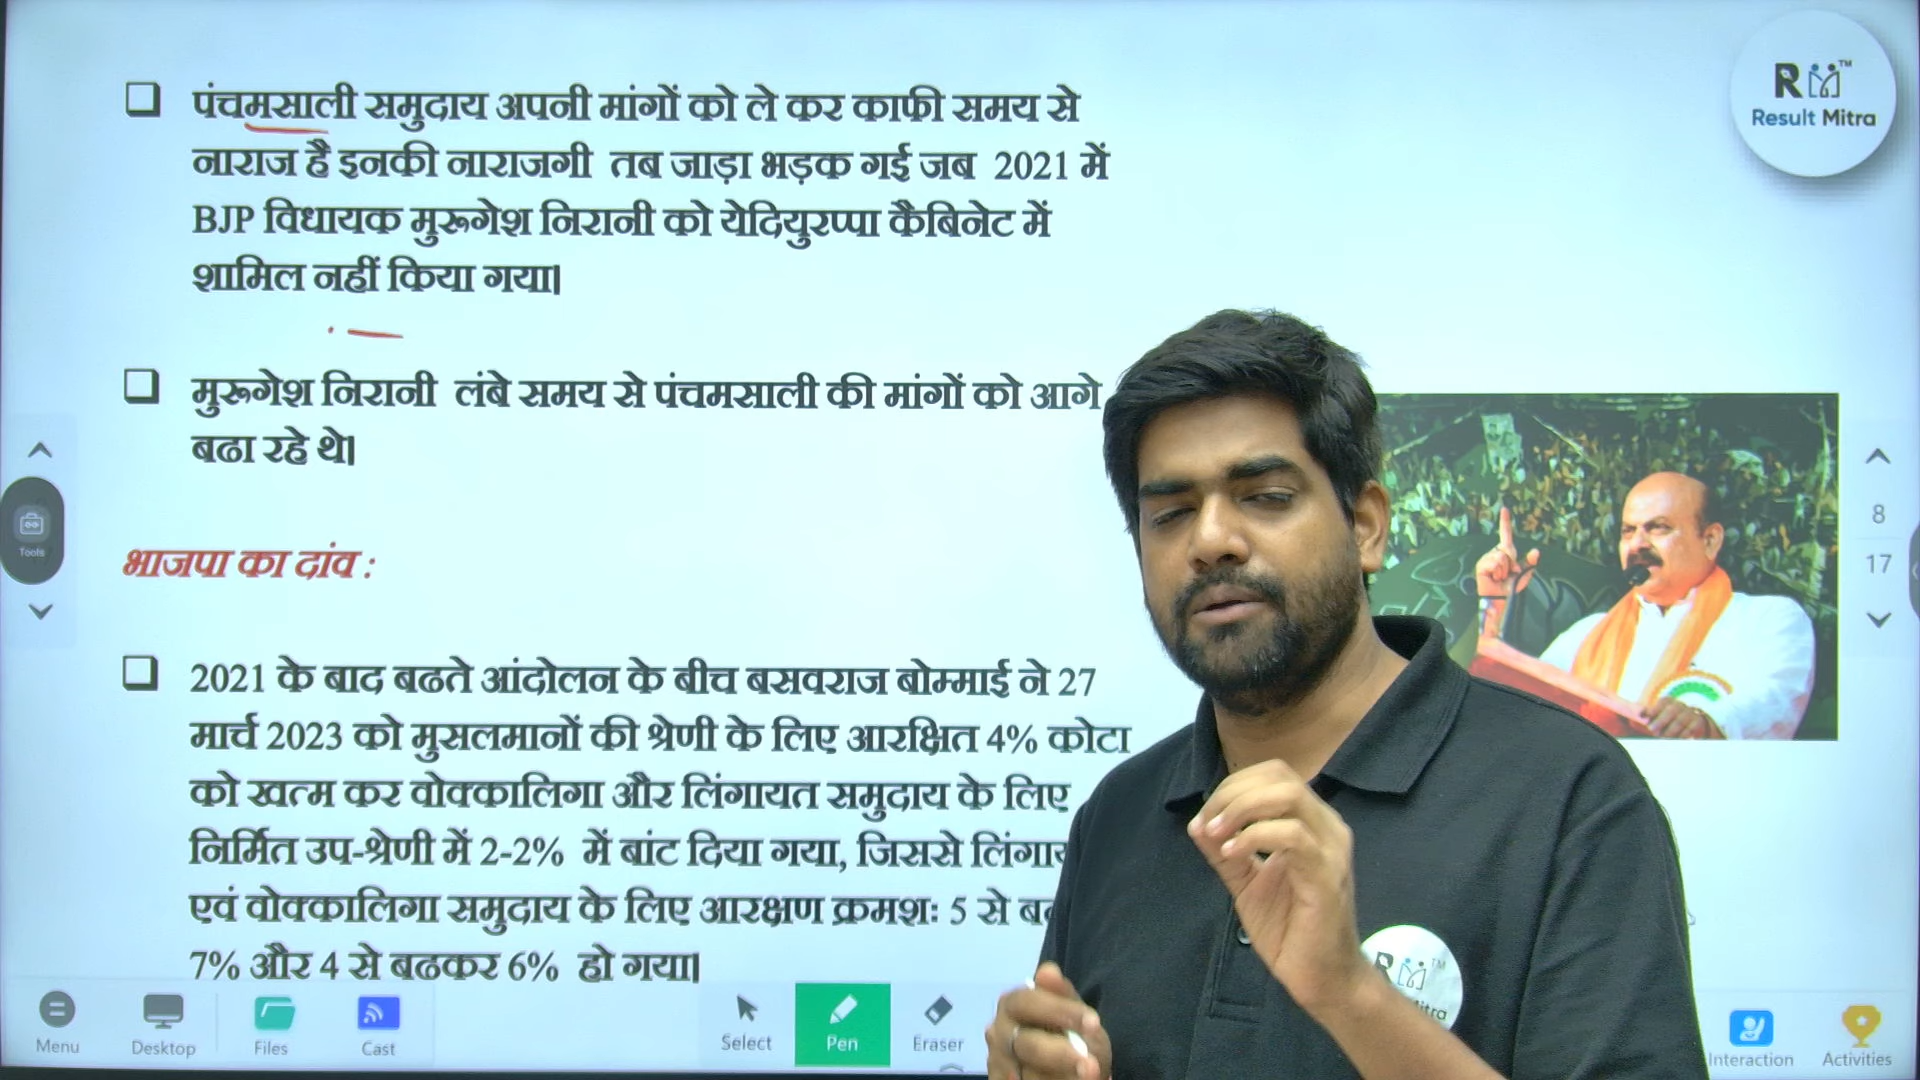 पंचमसाली समुदाय अपनी मांगों को ले कर काफी समय से
नाराज है इनकी नाराजगी तब जाड़ा भड़क गई जब 2021 में
BJP विधायक मुरूगेश निरानी को येदियुरप्पा कैबिनेट में
शामिल नहीं किया गया।
मुरूगेश निरानी लंबे समय से पंचमसाली की मांगों को आगे
बढा रहे थे।
भाजपा का दांव :
2021 के बाद बढते आंदोलन के बीच बसवराज बोम्माई ने 27
मार्च 2023 को मुसलमानों की श्रेणी के लिए आरक्षित 4% कोटा
को खत्म कर वोक्कालिगा और लिंगायत समुदाय के लिए
निर्मित उप-श्रेणी में 2-2% में बांट दिया गया, जिससे
एवं वोक्कालिगा समुदाय के लिए आरक्षण क्रमशः 5 से
7% और 4 से बढकर 6% हो गया।
RM™
Result Mitra
Tools
8
17
Menu
Desktop
Files
Cast
Select
Pen
Eraser
Interaction
Activities